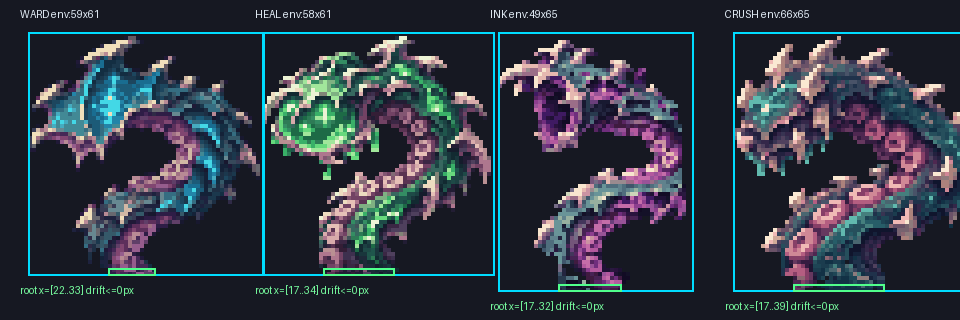 WARD env:59x61
HEAL env:58x61
INK env:49x65
CRUSH env:66x65
root x=[22..33] drift<=0px
root x=[17..34] drift<=0px
root x=[17..32] drift<=0px
root x=[17..39] drift<=0px